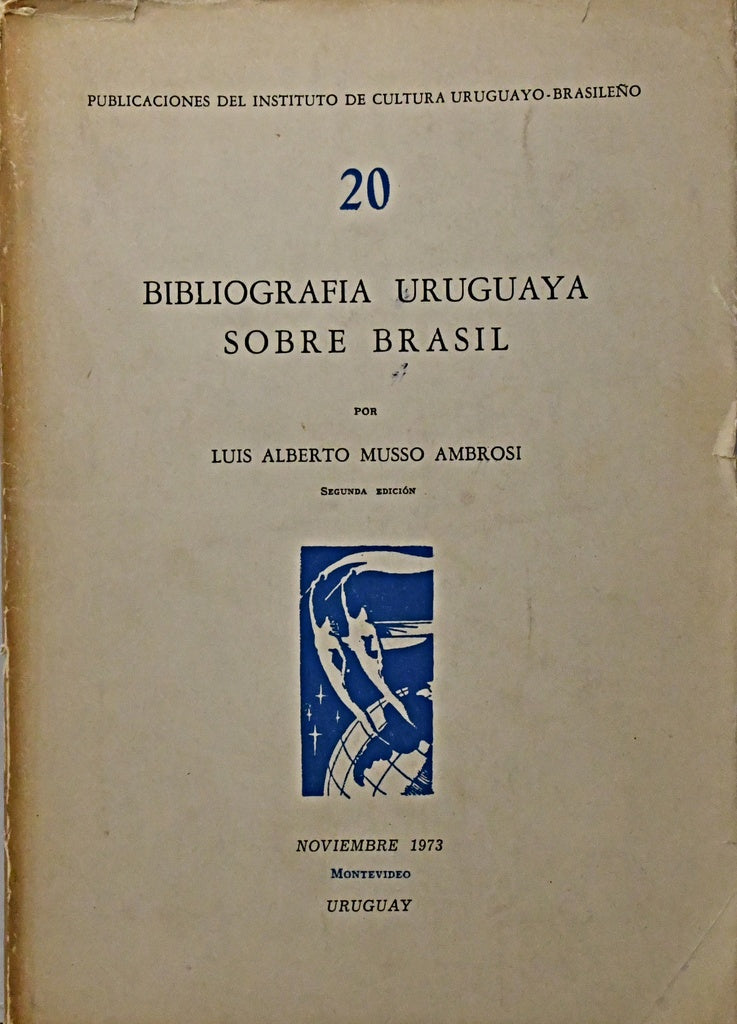 PUBLICACIONES DEL INSTITUTO DE CULTURA URUGUAYO-BRASILEÑO
20
BIBLIOGRAFIA URUGUAYA
SOBRE BRASIL
POR
LUIS ALBERTO MUSSO AMBROSI
SEGUNDA EDICIÓN
NOVIEMBRE 1973
MONTEVIDEO
URUGUAY